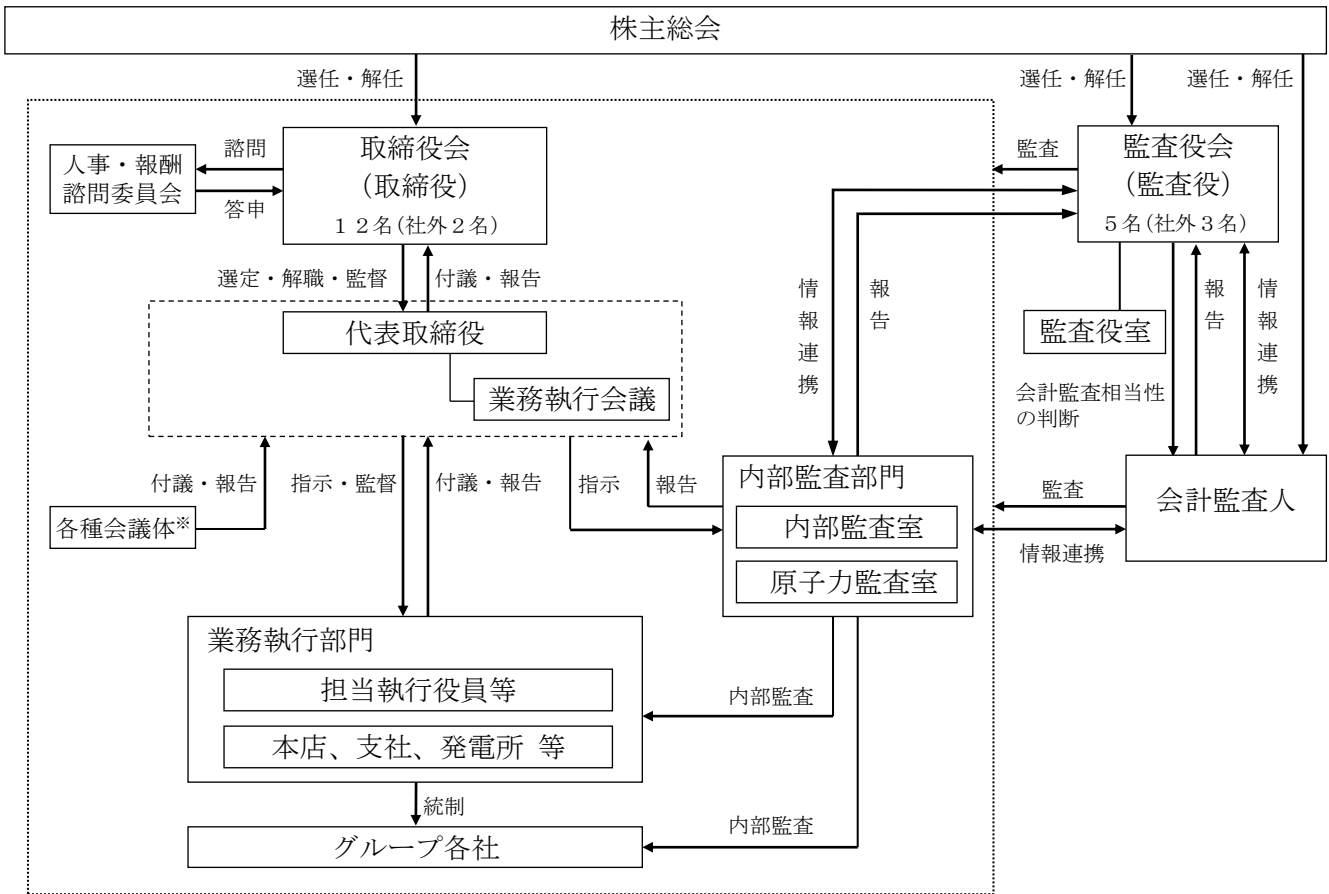 株主総会
選任・解任
選任・解任
選任・解任
人事・報酬
諮問委員会
諮問
答申
取締役会
(取締役)
12名(社外2名)
監査
監査役会
(監査役)
5名(社外3名)
選定・解職・監督
付議・報告
情報連携
報告
監査役室
報告
情報連携
代表取締役
業務執行会議
会計監査相当性
の判断
付議・報告
指示・監督
付議・報告
指示
報告
各種会議体※
内部監査部門
内部監査室
原子力監査室
監査
情報連携
会計監査人
業務執行部門
担当執行役員等
本店、支社、発電所 等
内部監査
統制
グループ各社
内部監査